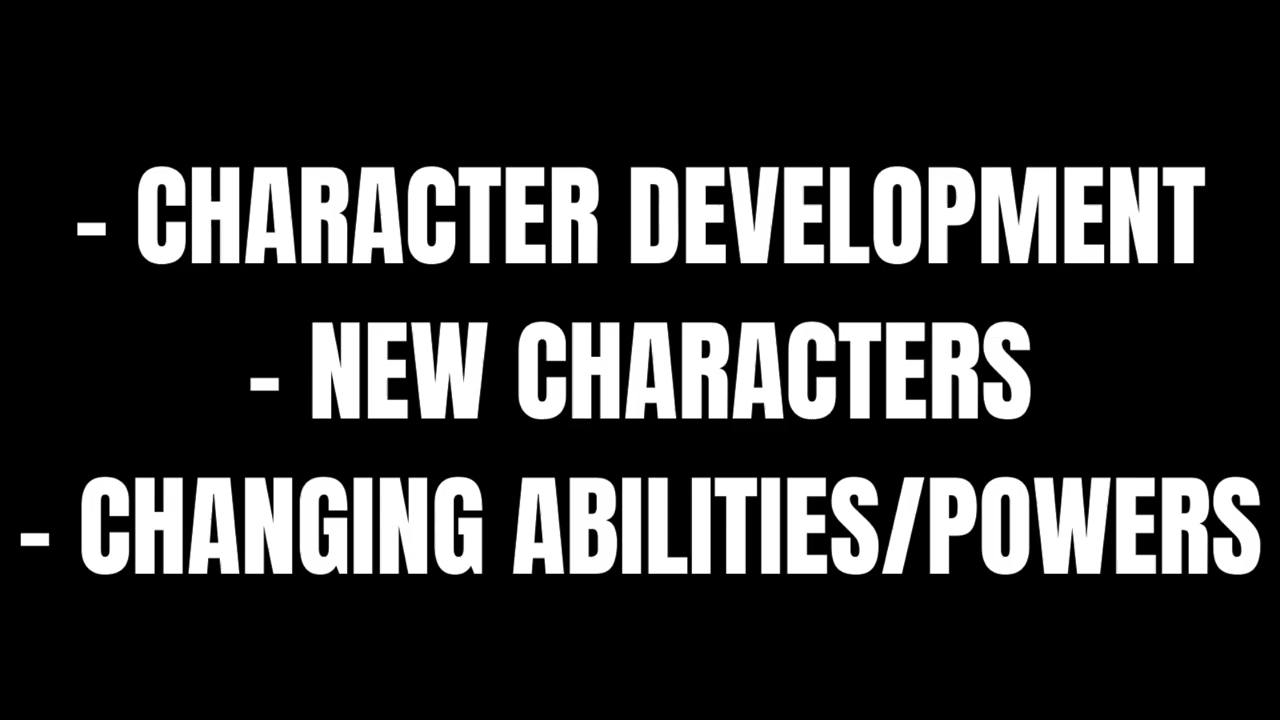 - CHARACTER DEVELOPMENT
- NEW CHARACTERS
- CHANGING ABILITIES/POWERS